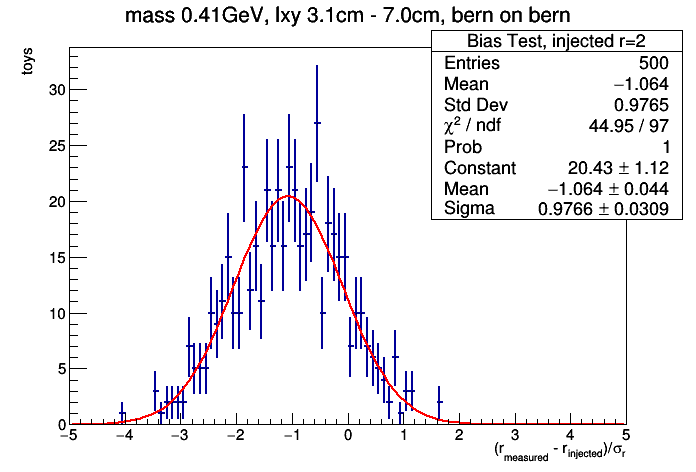 mass 0.41GeV, lxy 3.1cm - 7.0cm, bern on bern
Bias Test, injected r=2
Entries 500
Mean −1.064
Std Dev 0.9765
χ² / ndf 44.95 / 97
Prob 1
Constant 20.43 ± 1.12
Mean −1.064 ± 0.044
Sigma 0.9766 ± 0.0309
toys
30
25
20
15
10
5
0
−5 −4 −3 −2 −1 0 1 2 3 4 5
(r_measured - r_injected)/σ_r